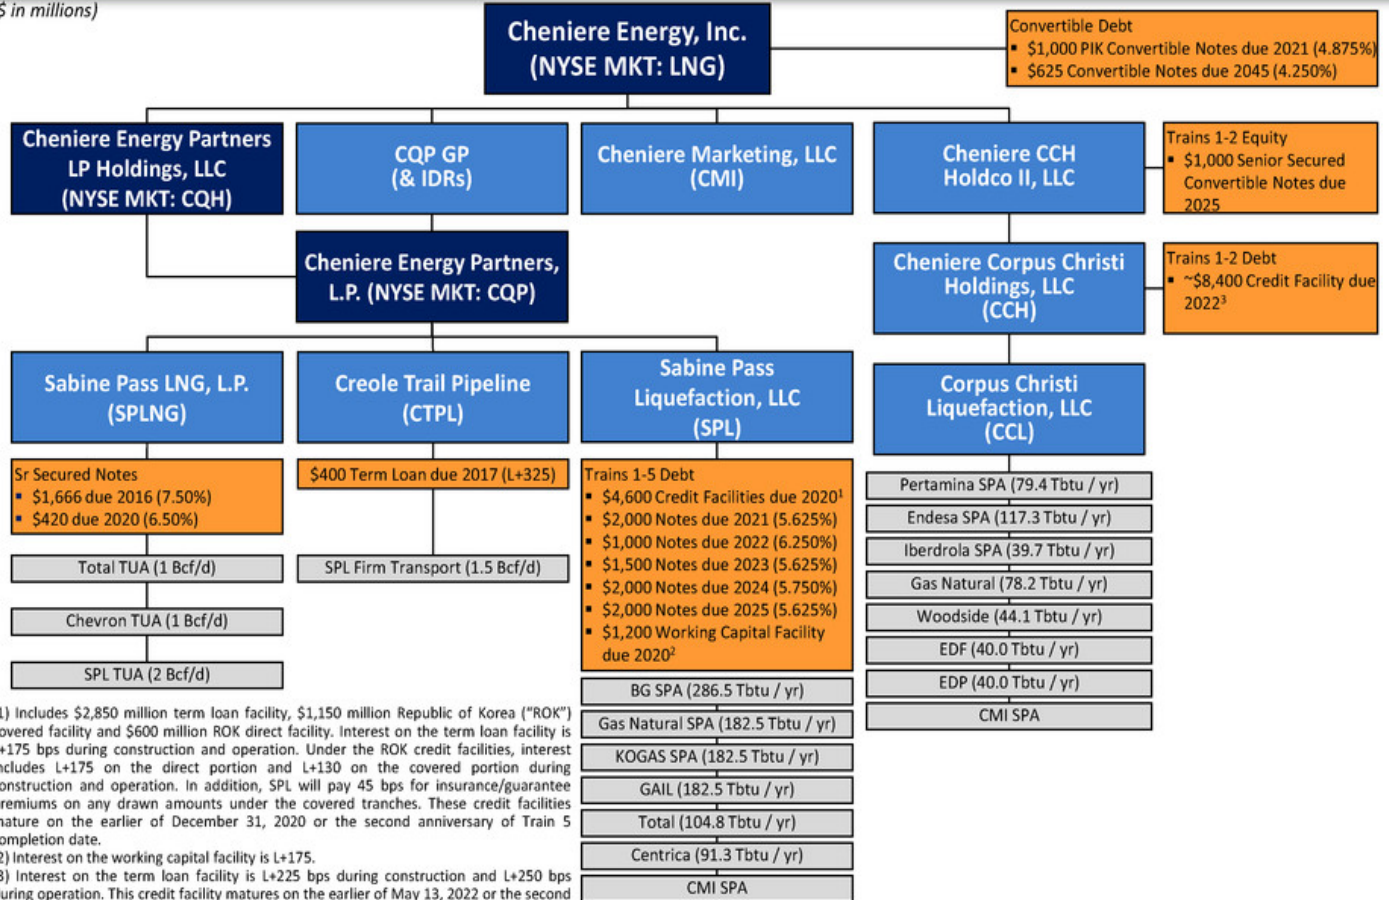 $ in millions)
Cheniere Energy, Inc.
(NYSE MKT: LNG)
Convertible Debt
▪ $1,000 PIK Convertible Notes due 2021 (4.875%)
▪ $625 Convertible Notes due 2045 (4.250%)
Cheniere Energy Partners
LP Holdings, LLC
(NYSE MKT: CQH)
CQP GP
(& IDRs)
Cheniere Marketing, LLC
(CMI)
Cheniere CCH
Holdco II, LLC
Trains 1-2 Equity
▪ $1,000 Senior Secured
Convertible Notes due
2025
Cheniere Energy Partners,
L.P. (NYSE MKT: CQP)
Cheniere Corpus Christi
Holdings, LLC
(CCH)
Trains 1-2 Debt
▪ ~$8,400 Credit Facility due
2022³
Sabine Pass LNG, L.P.
(SPLNG)
Creole Trail Pipeline
(CTPL)
Sabine Pass
Liquefaction, LLC
(SPL)
Corpus Christi
Liquefaction, LLC
(CCL)
Sr Secured Notes
▪ $1,666 due 2016 (7.50%)
▪ $420 due 2020 (6.50%)
Total TUA (1 Bcf/d)
Chevron TUA (1 Bcf/d)
SPL TUA (2 Bcf/d)
$400 Term Loan due 2017 (L+325)
SPL Firm Transport (1.5 Bcf/d)
Trains 1-5 Debt
▪ $4,600 Credit Facilities due 2020¹
▪ $2,000 Notes due 2021 (5.625%)
▪ $1,000 Notes due 2022 (6.250%)
▪ $1,500 Notes due 2023 (5.625%)
▪ $2,000 Notes due 2024 (5.750%)
▪ $2,000 Notes due 2025 (5.625%)
▪ $1,200 Working Capital Facility
due 2020²
BG SPA (286.5 Tbtu / yr)
Gas Natural SPA (182.5 Tbtu / yr)
KOGAS SPA (182.5 Tbtu / yr)
GAIL (182.5 Tbtu / yr)
Total (104.8 Tbtu / yr)
Centrica (91.3 Tbtu / yr)
CMI SPA
Pertamina SPA (79.4 Tbtu / yr)
Endesa SPA (117.3 Tbtu / yr)
Iberdrola SPA (39.7 Tbtu / yr)
Gas Natural (78.2 Tbtu / yr)
Woodside (44.1 Tbtu / yr)
EDF (40.0 Tbtu / yr)
EDP (40.0 Tbtu / yr)
CMI SPA
1) Includes $2,850 million term loan facility, $1,150 million Republic of Korea (“ROK”)
overed facility and $600 million ROK direct facility. Interest on the term loan facility is
+175 bps during construction and operation. Under the ROK credit facilities, interest
ncludes L+175 on the direct portion and L+130 on the covered portion during
onstruction and operation. In addition, SPL will pay 45 bps for insurance/guarantee
remiums on any drawn amounts under the covered tranches. These credit facilities
nature on the earlier of December 31, 2020 or the second anniversary of Train 5
ompletion date.
2) Interest on the working capital facility is L+175.
3) Interest on the term loan facility is L+225 bps during construction and L+250 bps
uring operation. This credit facility matures on the earlier of May 13, 2022 or the second